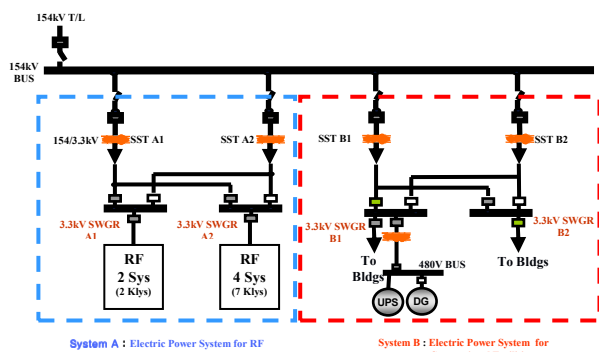 154kV T/L
154kV
BUS
154/3.3kV
SST A1
SST A2
SST B1
SST B2
3.3kV SWGR
A1
3.3kV SWGR
A2
3.3kV SWGR
B1
3.3kV SWGR
B2
RF
2 Sys
(2 Klys)
RF
4 Sys
(7 Klys)
To
Bldgs
480V BUS
To Bldgs
UPS
DG
System A : Electric Power System for RF
System B : Electric Power System for